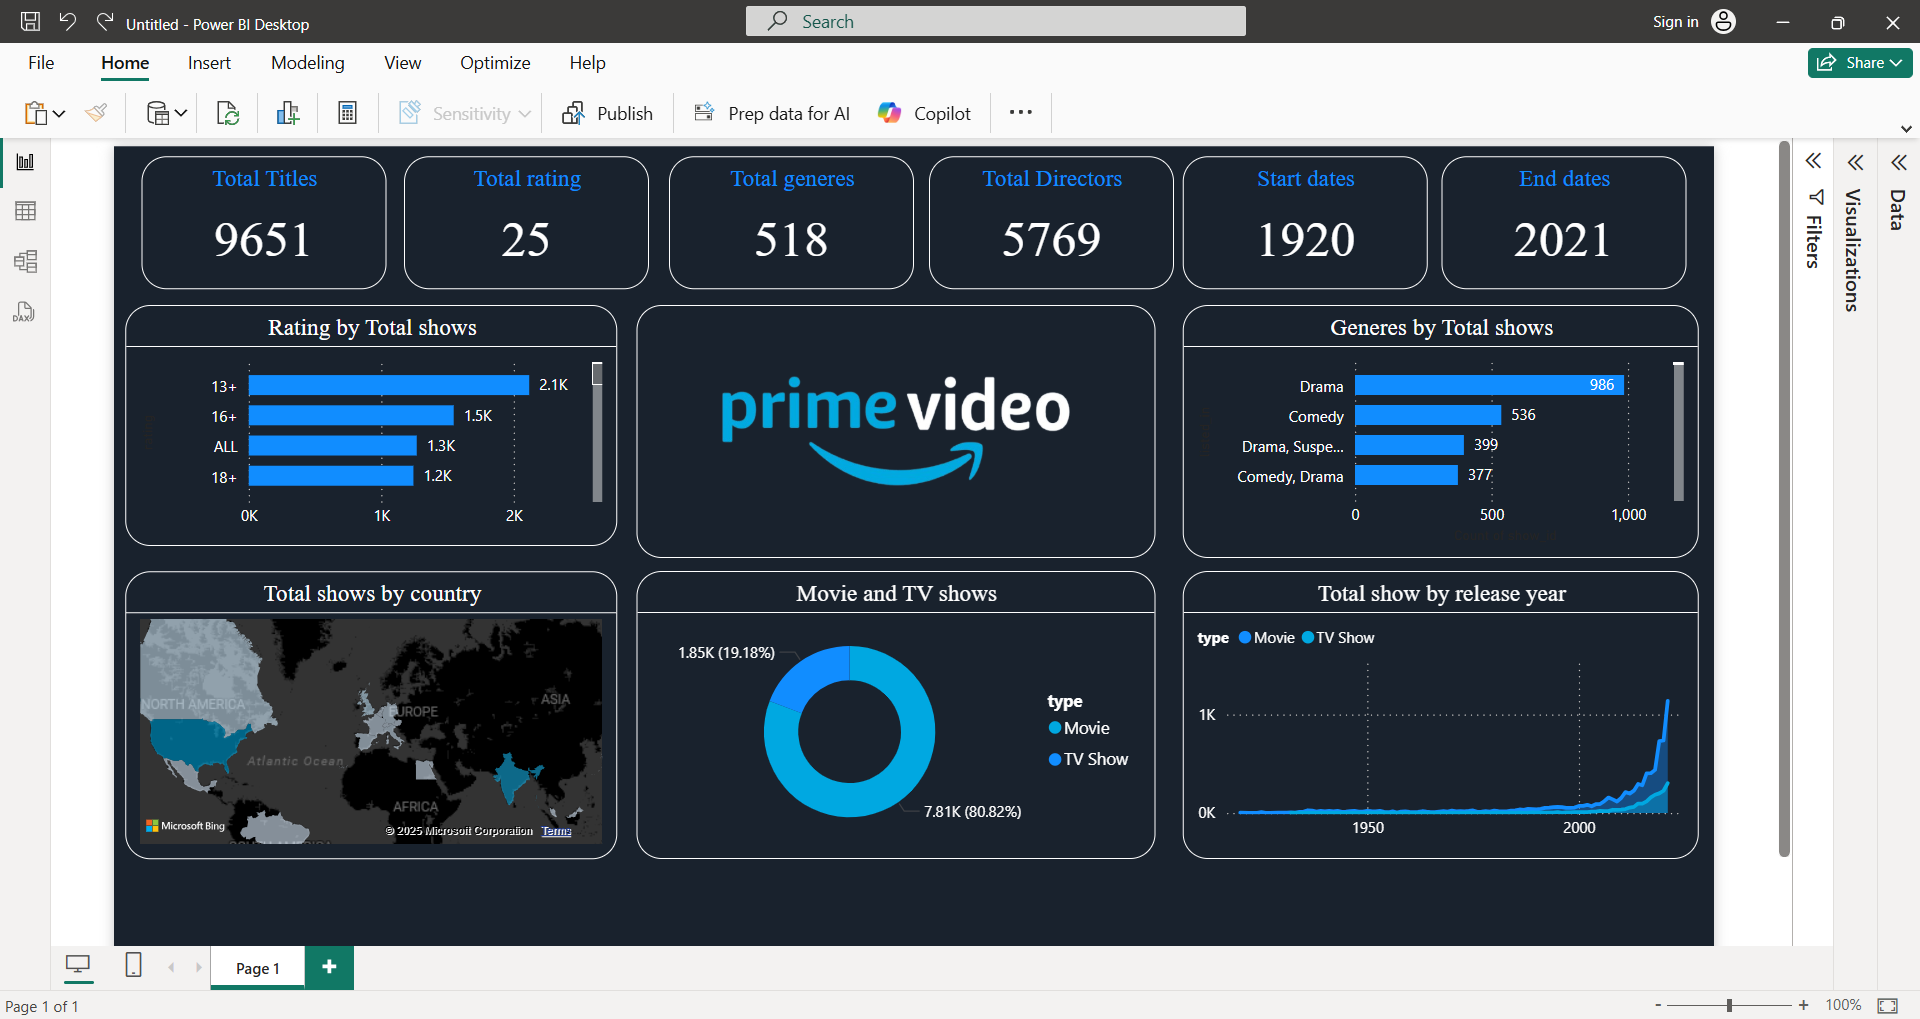 Untitled - Power BI Desktop
Search
Sign in
File Home Insert Modeling View Optimize Help
Share
Sensitivity
Publish
Prep data for AI
Copilot
DAX
Total Titles
9651
Total rating
25
Total generes
518
Total Directors
5769
Start dates
1920
End dates
2021
Filters
Visualizations
Data
Rating by Total shows
13+ 2.1K
16+ 1.5K
ALL 1.3K
18+ 1.2K
0K 1K 2K
prime video
Generes by Total shows
Drama 986
Comedy 536
Drama, Suspe... 399
Comedy, Drama 377
0 500 1,000
Total shows by country
NORTH AMERICA
EUROPE
ASIA
Atlantic Ocean
AFRICA
Microsoft Bing
© 2025 Microsoft Corporation Terms
Movie and TV shows
1.85K (19.18%)
7.81K (80.82%)
type
Movie
TV Show
Total show by release year
type Movie TV Show
1K
0K
1950 2000
Page 1
+
Page 1 of 1
- + 100%